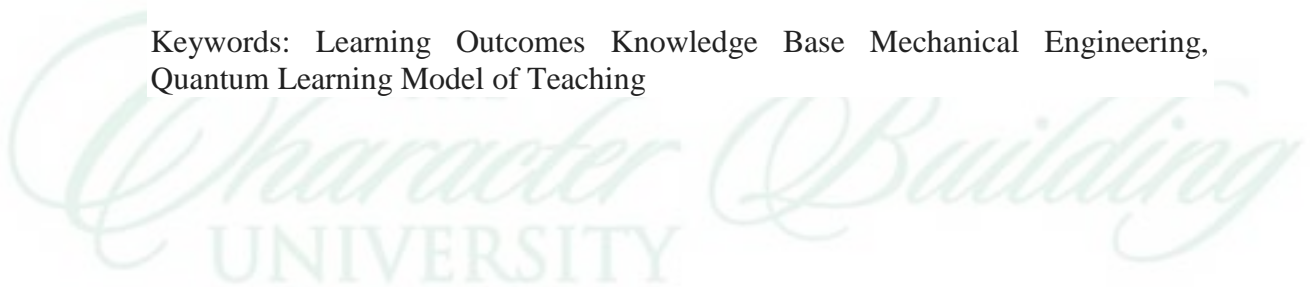 Keywords: Learning Outcomes Knowledge Base Mechanical Engineering,
Quantum Learning Model of Teaching
Character Building
UNIVERSITY